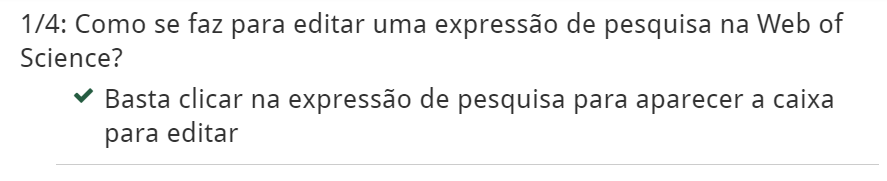 1/4: Como se faz para editar uma expressão de pesquisa na Web of
Science?
Basta clicar na expressão de pesquisa para aparecer a caixa
para editar